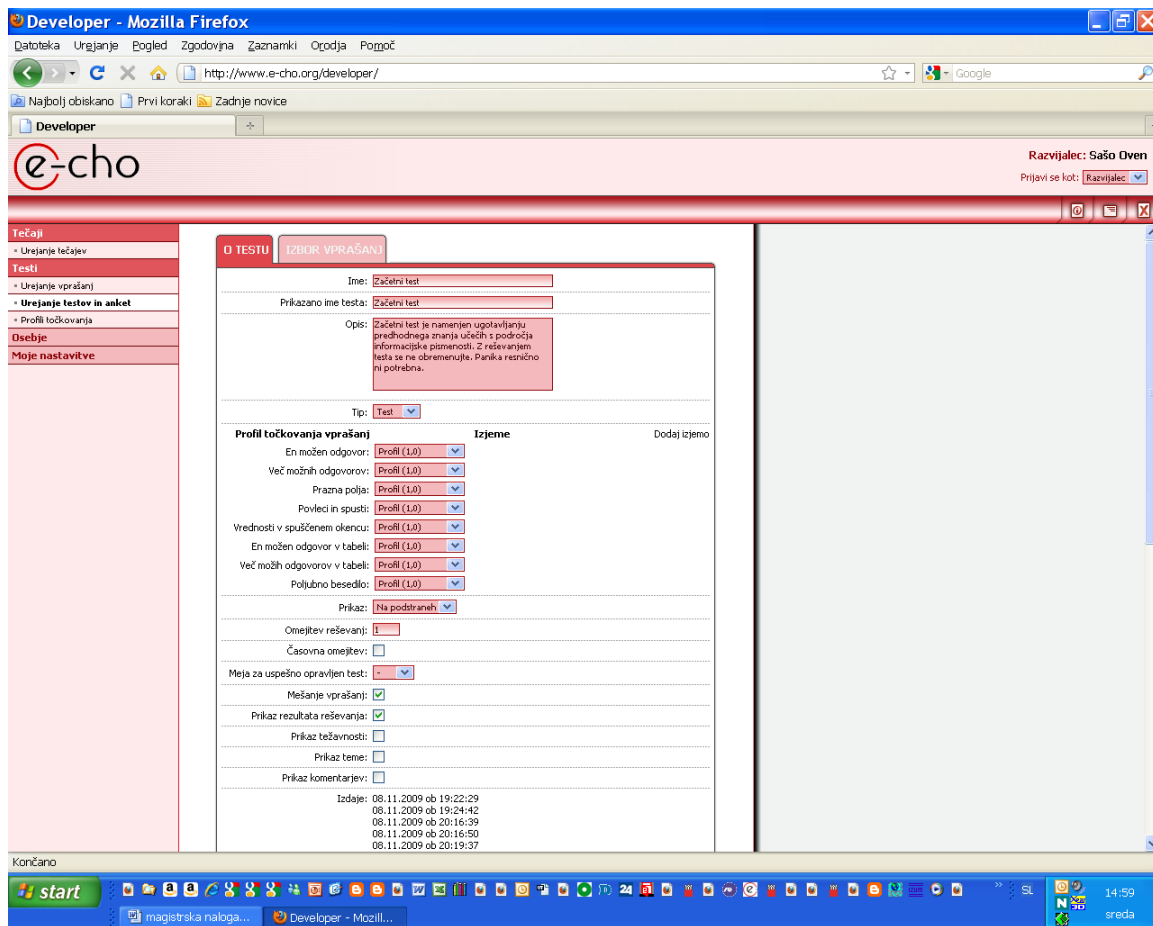 Developer - Mozilla Firefox
Datoteka Urejanje Pogled Zgodovina Zaznamki Orodja Pomoč
http://www.e-cho.org/developer/
Google
Najbolj obiskano Prvi koraki Zadnje novice
Developer
e-cho
Razvijalec: Sašo Oven
Prijavi se kot: Razvijalec
Tečaji
Urejanje tečajev
Testi
Urejanje vprašanj
Urejanje testov in anket
Profili točkovanja
Osebje
Moje nastavitve
O TESTU IZBOR VPRAŠANJ
Ime: Začetni test
Prikazano ime testa: Začetni test
Opis: Začetni test je namenjen ugotavljanju
predhodnega znanja učečih s področja
informacijske pismenosti. Z reševanjem
testa se ne obremenujte. Panika resnično
ni potrebna.
Tip: Test
Profil točkovanja vprašanj Izjeme Dodaj izjemo
En možen odgovor: Profil (1,0)
Več možnih odgovorov: Profil (1,0)
Prazna polja: Profil (1,0)
Povleci in spusti: Profil (1,0)
Vrednosti v spuščenem okencu: Profil (1,0)
En možen odgovor v tabeli: Profil (1,0)
Več možih odgovorov v tabeli: Profil (1,0)
Poljubno besedilo: Profil (1,0)
Prikaz: Na podstraneh
Omejitev reševanj: 1
Časovna omejitev:
Meja za uspešno opravljen test: -
Mešanje vprašanj:
Prikaz rezultata reševanja:
Prikaz težavnosti:
Prikaz teme:
Prikaz komentarjev:
Izdaje: 08.11.2009 ob 19:22:29
08.11.2009 ob 19:24:42
08.11.2009 ob 20:16:39
08.11.2009 ob 20:16:50
08.11.2009 ob 20:19:37
Končano
start
24
SL
14:59
magistrska naloga... Developer - Mozill...
sreda